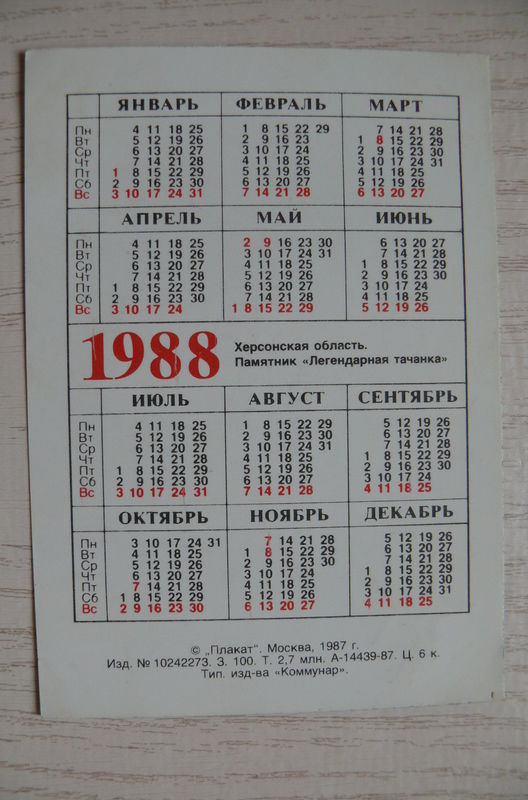 ЯНВАРЬ ФЕВРАЛЬ МАРТ
Пн 4 11 18 25 1 8 15 22 29 7 14 21 28
Вт 5 12 19 26 2 9 16 23 1 8 15 22 29
Ср 6 13 20 27 3 10 17 24 2 9 16 23 30
Чт 7 14 21 28 4 11 18 25 3 10 17 24 31
Пт 1 8 15 22 29 5 12 19 26 4 11 18 25
Сб 2 9 16 23 30 6 13 20 27 5 12 19 26
Вс 3 10 17 24 31 7 14 21 28 6 13 20 27
АПРЕЛЬ МАЙ ИЮНЬ
Пн 4 11 18 25 2 9 16 23 30 6 13 20 27
Вт 5 12 19 26 3 10 17 24 31 7 14 21 28
Ср 6 13 20 27 4 11 18 25 1 8 15 22 29
Чт 7 14 21 28 5 12 19 26 2 9 16 23 30
Пт 1 8 15 22 29 6 13 20 27 3 10 17 24
Сб 2 9 16 23 30 7 14 21 28 4 11 18 25
Вс 3 10 17 24 1 8 15 22 29 5 12 19 26
1988 Херсонская область.
Памятник «Легендарная тачанка»
ИЮЛЬ АВГУСТ СЕНТЯБРЬ
Пн 4 11 18 25 1 8 15 22 29 5 12 19 26
Вт 5 12 19 26 2 9 16 23 30 6 13 20 27
Ср 6 13 20 27 3 10 17 24 31 7 14 21 28
Чт 7 14 21 28 4 11 18 25 1 8 15 22 29
Пт 1 8 15 22 29 5 12 19 26 2 9 16 23 30
Сб 2 9 16 23 30 6 13 20 27 3 10 17 24
Вс 3 10 17 24 31 7 14 21 28 4 11 18 25
ОКТЯБРЬ НОЯБРЬ ДЕКАБРЬ
Пн 3 10 17 24 31 7 14 21 28 5 12 19 26
Вт 4 11 18 25 1 8 15 22 29 6 13 20 27
Ср 5 12 19 26 2 9 16 23 30 7 14 21 28
Чт 6 13 20 27 3 10 17 24 1 8 15 22 29
Пт 7 14 21 28 4 11 18 25 2 9 16 23 30
Сб 1 8 15 22 29 5 12 19 26 3 10 17 24 31
Вс 2 9 16 23 30 6 13 20 27 4 11 18 25
© „Плакат". Москва, 1987 г.
Изд. № 10242273. З. 100. Т. 2,7 млн. А-14439-87. Ц. 6 к.
Тип. изд-ва «Коммунар».